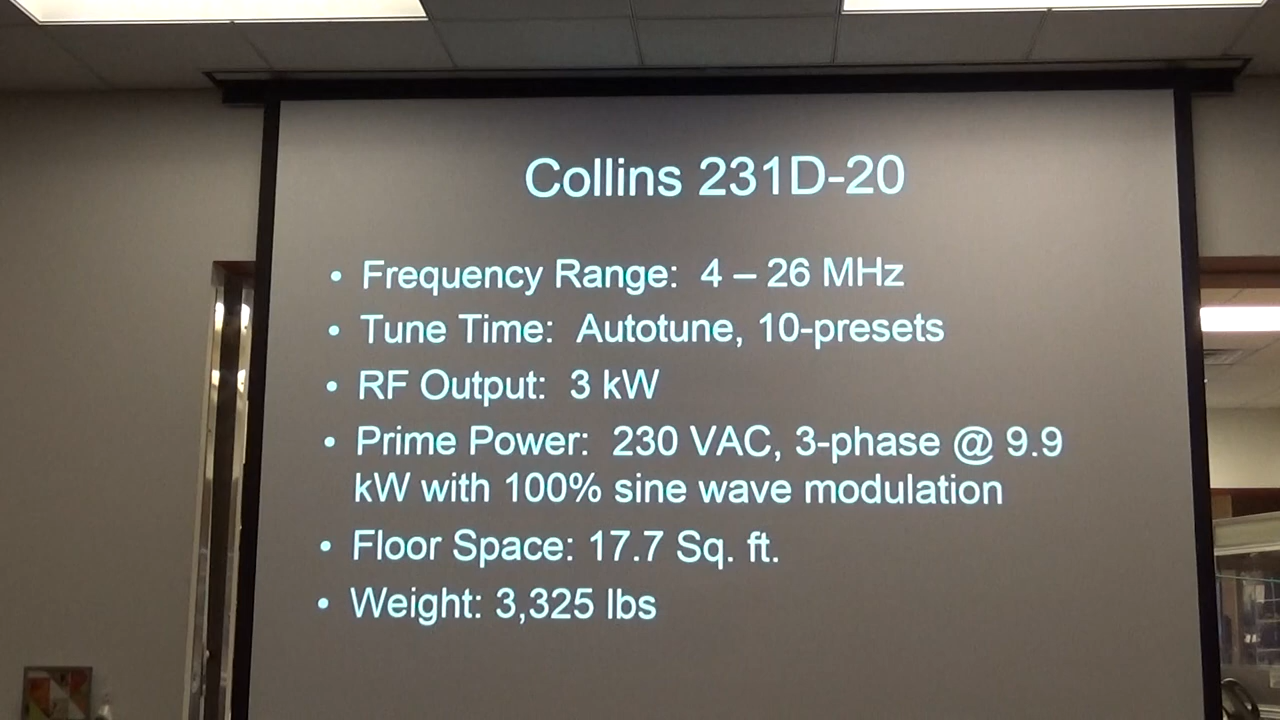 Collins 231D-20
• Frequency Range: 4 – 26 MHz
• Tune Time: Autotune, 10-presets
• RF Output: 3 kW
• Prime Power: 230 VAC, 3-phase @ 9.9
kW with 100% sine wave modulation
• Floor Space: 17.7 Sq. ft.
• Weight: 3,325 lbs